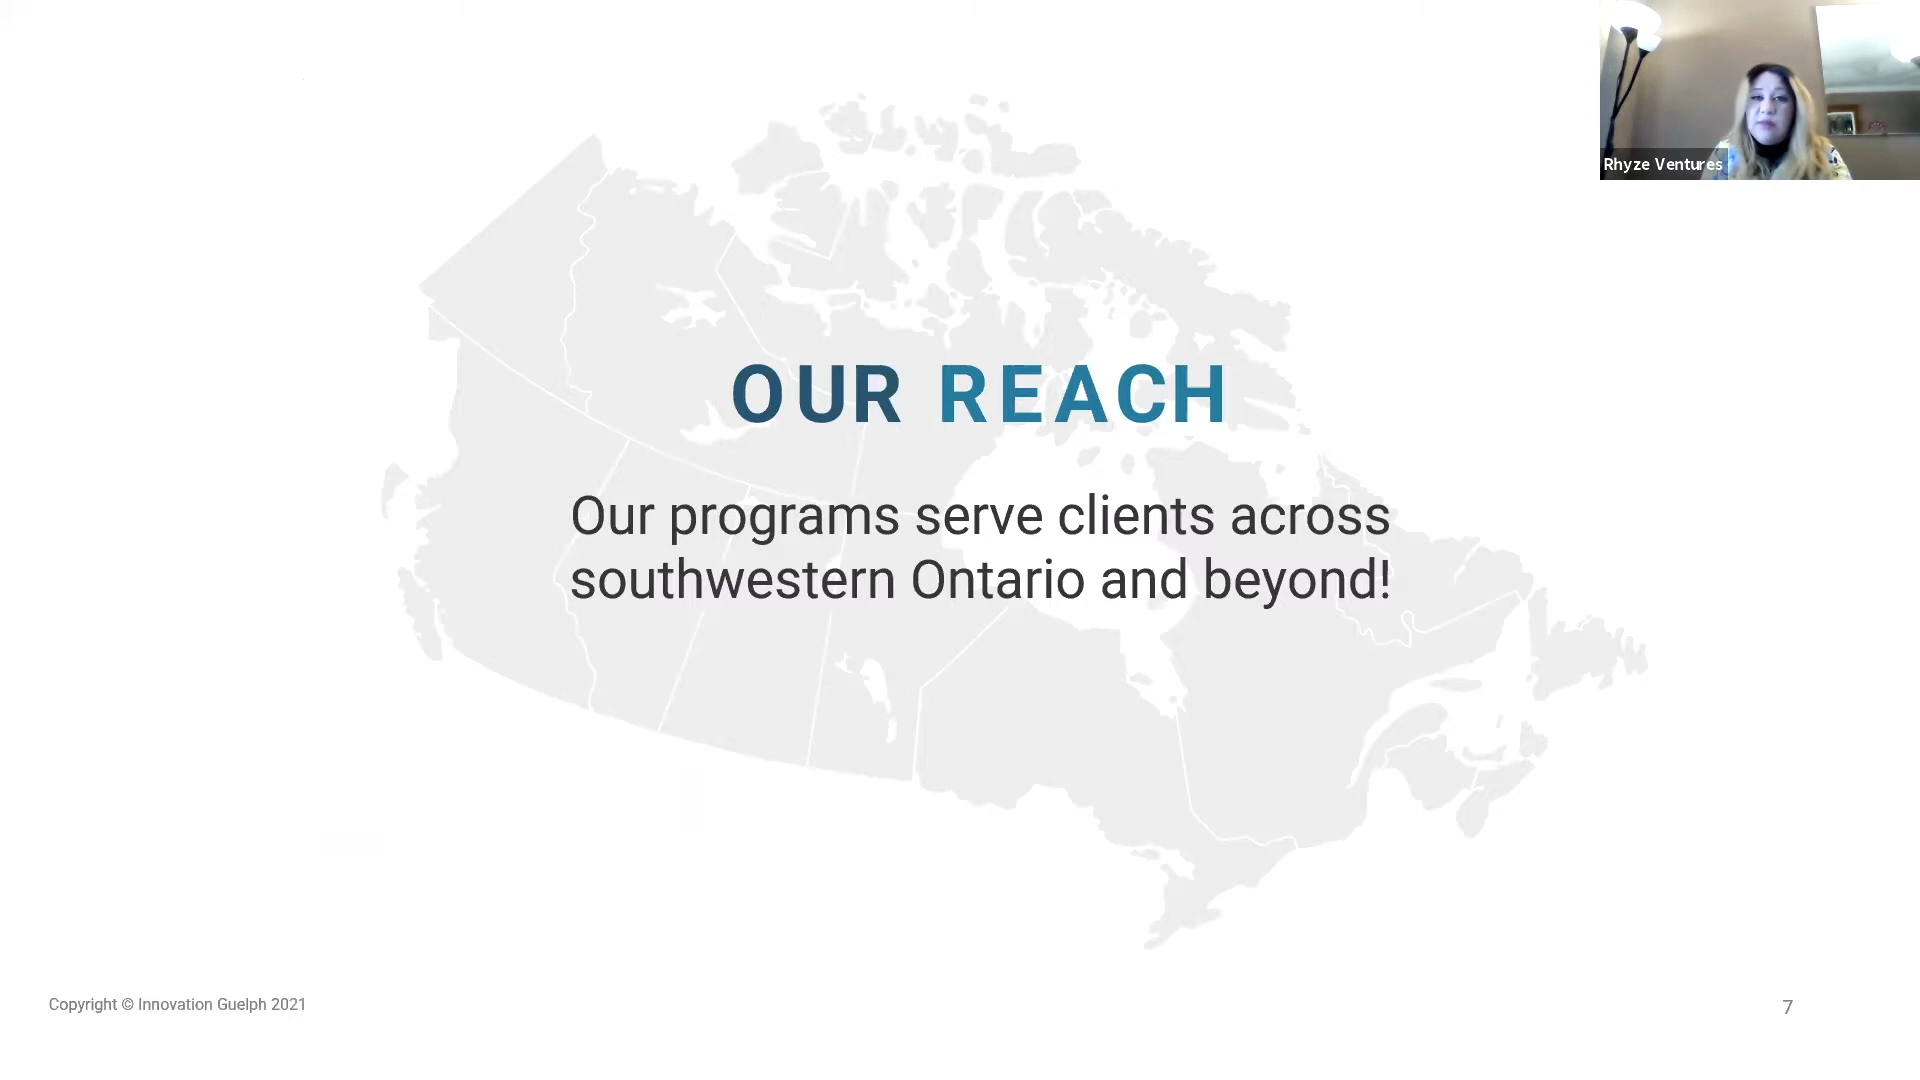 Rhyze Ventures
OUR REACH
Our programs serve clients across
southwestern Ontario and beyond!
Copyright © Innovation Guelph 2021
7